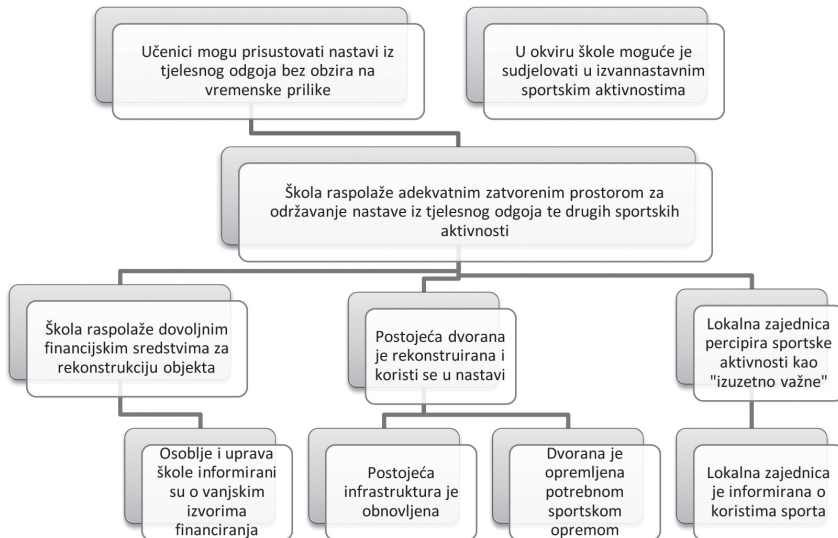 Učenici mogu prisustovati nastavi iz
tjelesnog odgoja bez obzira na
vremenske prilike
U okviru škole moguće je
sudjelovati u izvannastavnim
sportskim aktivnostima
Škola raspolaže adekvatnim zatvorenim prostorom za
održavanje nastave iz tjelesnog odgoja te drugih sportskih
aktivnosti
Škola raspolaže dovoljnim
financijskim sredstvima za
rekonstrukciju objekta
Postojeća dvorana
je rekonstruirana i
koristi se u nastavi
Lokalna zajednica
percipira sportske
aktivnosti kao
"izuzetno važne"
Osoblje i uprava
škole informirani
su o vanjskim
izvorima
financiranja
Postojeća
infrastruktura je
obnovljena
Dvorana je
opremljena
potrebnom
sportskom
opremom
Lokalna zajednica
je informirana o
koristima sporta